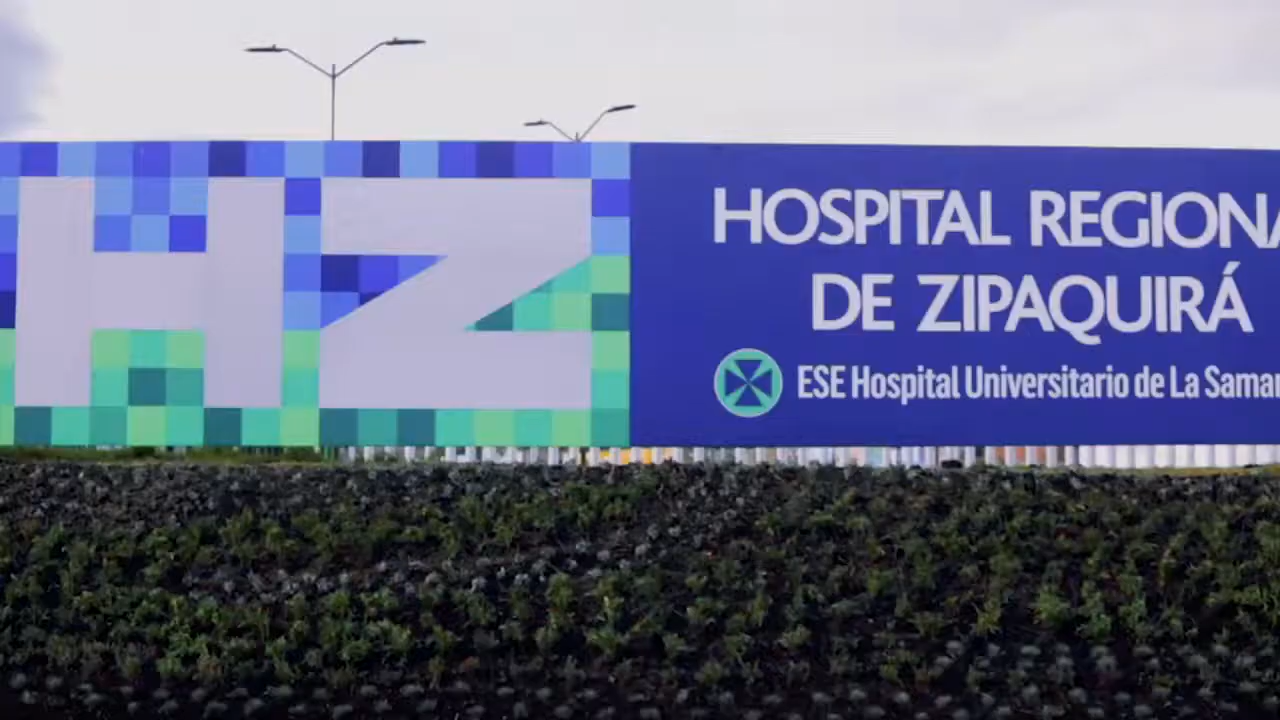 HZ
HOSPITAL REGIONA
DE ZIPAQUIRÁ
ESE Hospital Universitario de La Samar